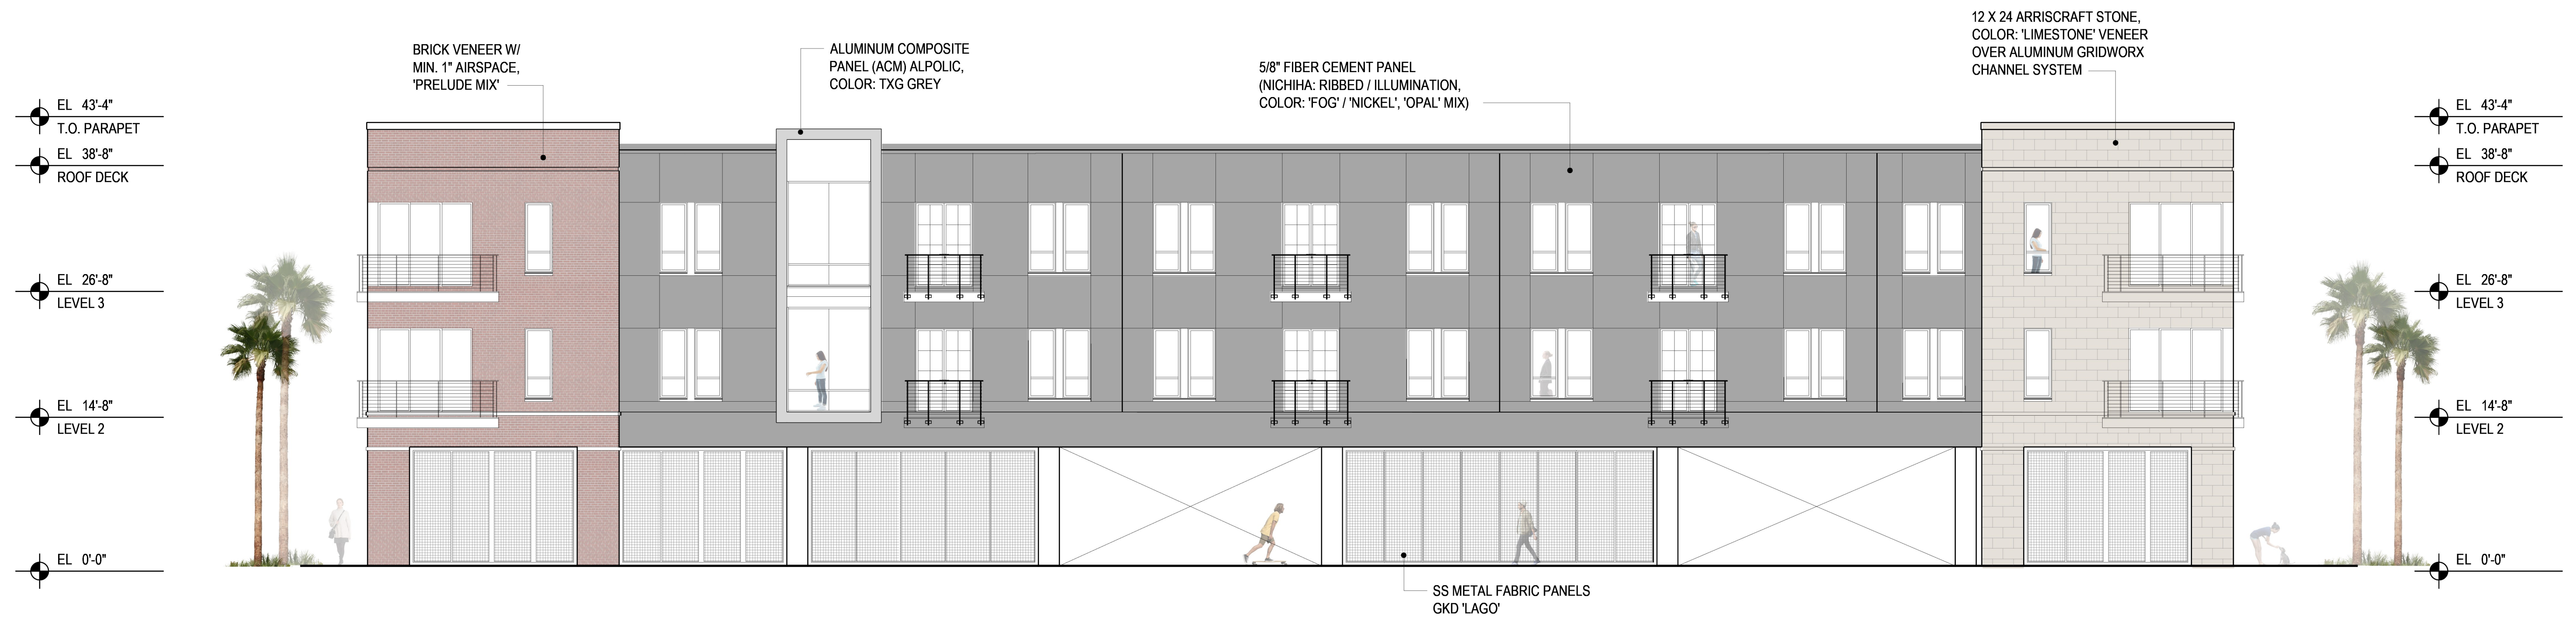 12 X 24 ARRISCRAFT STONE,
COLOR: 'LIMESTONE' VENEER
OVER ALUMINUM GRIDWORX
CHANNEL SYSTEM
BRICK VENEER W/
MIN. 1" AIRSPACE,
'PRELUDE MIX'
ALUMINUM COMPOSITE
PANEL (ACM) ALPOLIC,
COLOR: TXG GREY
5/8" FIBER CEMENT PANEL
(NICHIHA: RIBBED / ILLUMINATION,
COLOR: 'FOG' / 'NICKEL', 'OPAL' MIX)
EL 43'-4"
T.O. PARAPET
EL 38'-8"
ROOF DECK
EL 26'-8"
LEVEL 3
EL 14'-8"
LEVEL 2
EL 0'-0"
EL 43'-4"
T.O. PARAPET
EL 38'-8"
ROOF DECK
EL 26'-8"
LEVEL 3
EL 14'-8"
LEVEL 2
EL 0'-0"
SS METAL FABRIC PANELS
GKD 'LAGO'